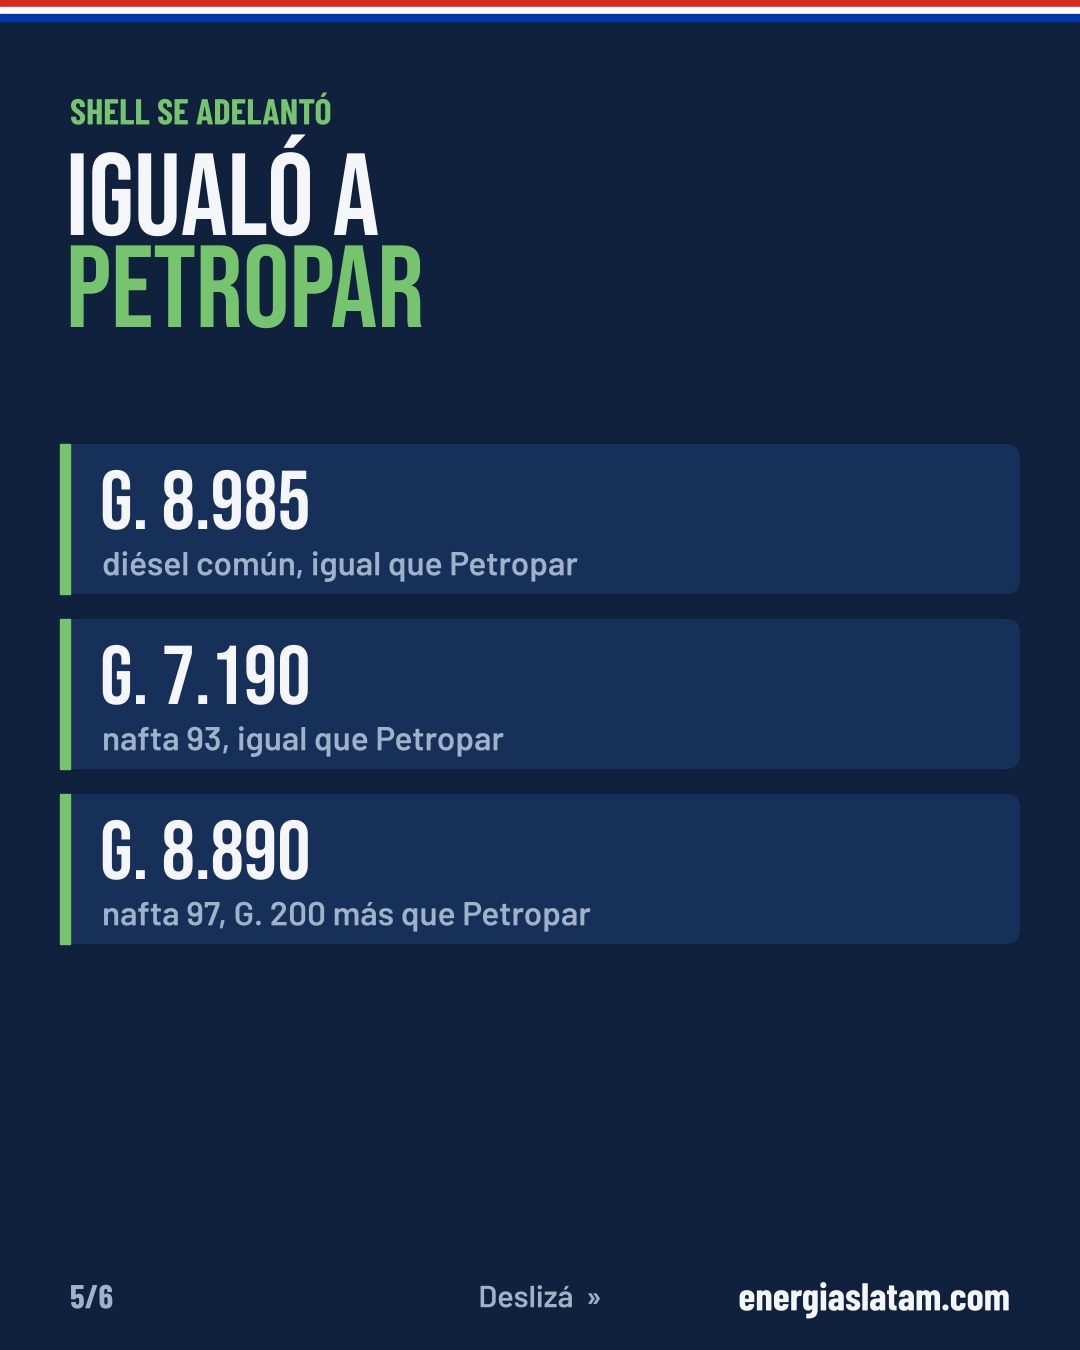 SHELL SE ADELANTÓ
IGUALÓ A
PETROPAR
G. 8.985
diésel común, igual que Petropar
G. 7.190
nafta 93, igual que Petropar
G. 8.890
nafta 97, G. 200 más que Petropar
5/6
Deslizá »
energiaslatam.com